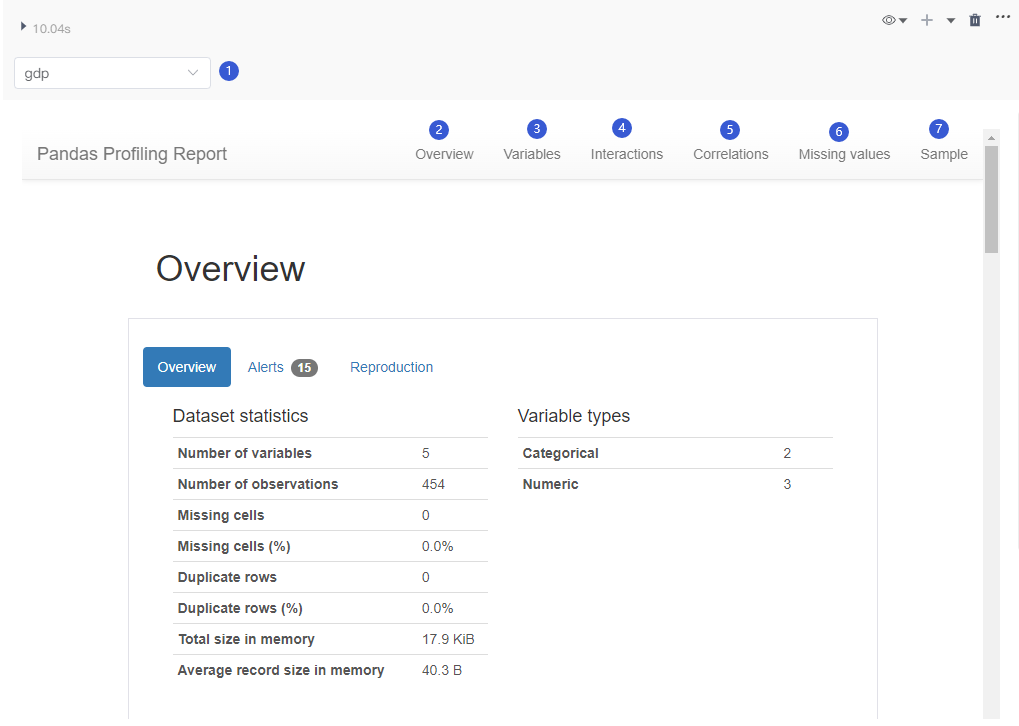 10.04s
gdp
1
2 3 4 5 6 7
Pandas Profiling Report Overview Variables Interactions Correlations Missing values Sample
Overview
Overview Alerts 15 Reproduction
Dataset statistics
Number of variables 5
Number of observations 454
Missing cells 0
Missing cells (%) 0.0%
Duplicate rows 0
Duplicate rows (%) 0.0%
Total size in memory 17.9 KiB
Average record size in memory 40.3 B
Variable types
Categorical 2
Numeric 3